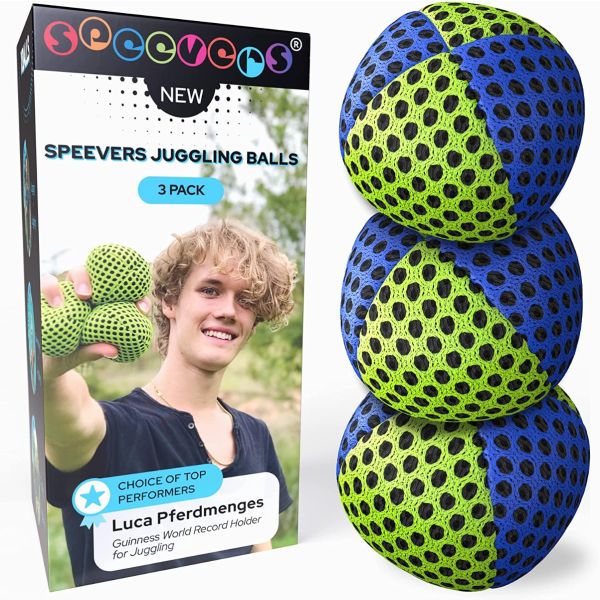 SPEEVERS®
NEW
SPEEVERS JUGGLING BALLS
3 PACK
CHOICE OF TOP
PERFORMERS
Luca Pferdmenges
Guinness World Record Holder
for Juggling